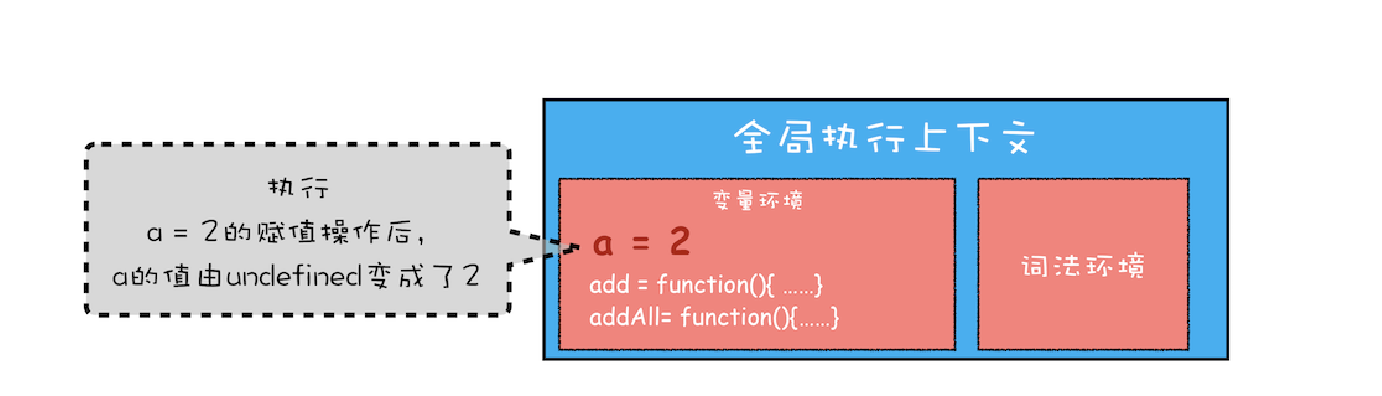 全局执行上下文
执行
a = 2的赋值操作后，
a的值由undefined变成了2
变量环境
a = 2
add = function(){ ......}
addAll= function(){......}
词法环境